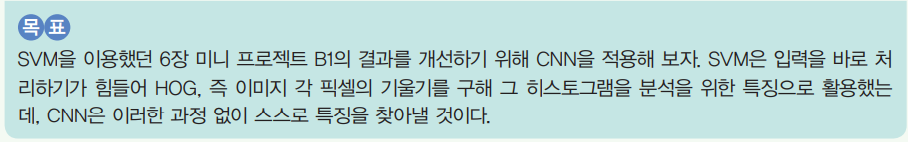 목표
SVM을 이용했던 6장 미니 프로젝트 B1의 결과를 개선하기 위해 CNN을 적용해 보자. SVM은 입력을 바로 처
리하기가 힘들어 HOG, 즉 이미지 각 픽셀의 기울기를 구해 그 히스토그램을 분석을 위한 특징으로 활용했는
데, CNN은 이러한 과정 없이 스스로 특징을 찾아낼 것이다.